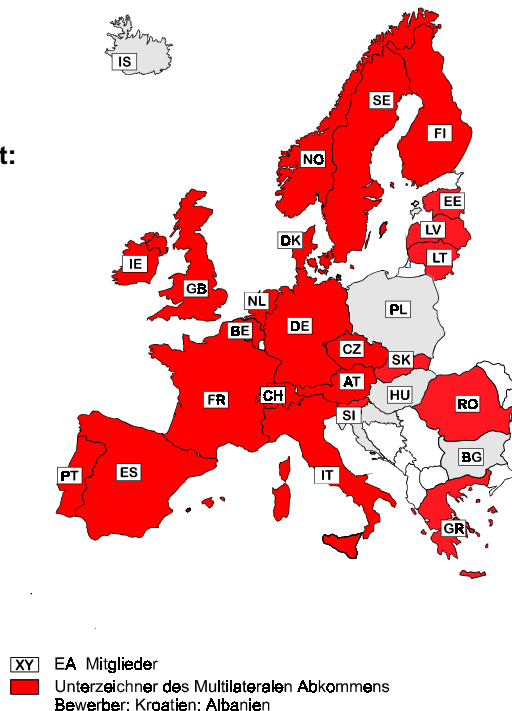 IS
SE
FI
t:
NO
EE
LV
DK
LT
IE
GB
NL
PL
DE
BE
CZ
SK
AT
HU
CH
FR
RO
SI
BG
PT
ES
IT
GR
XY EA Mitglieder
Unterzeichner des Multilateralen Abkommens
Bewerber: Kroatien; Albanien